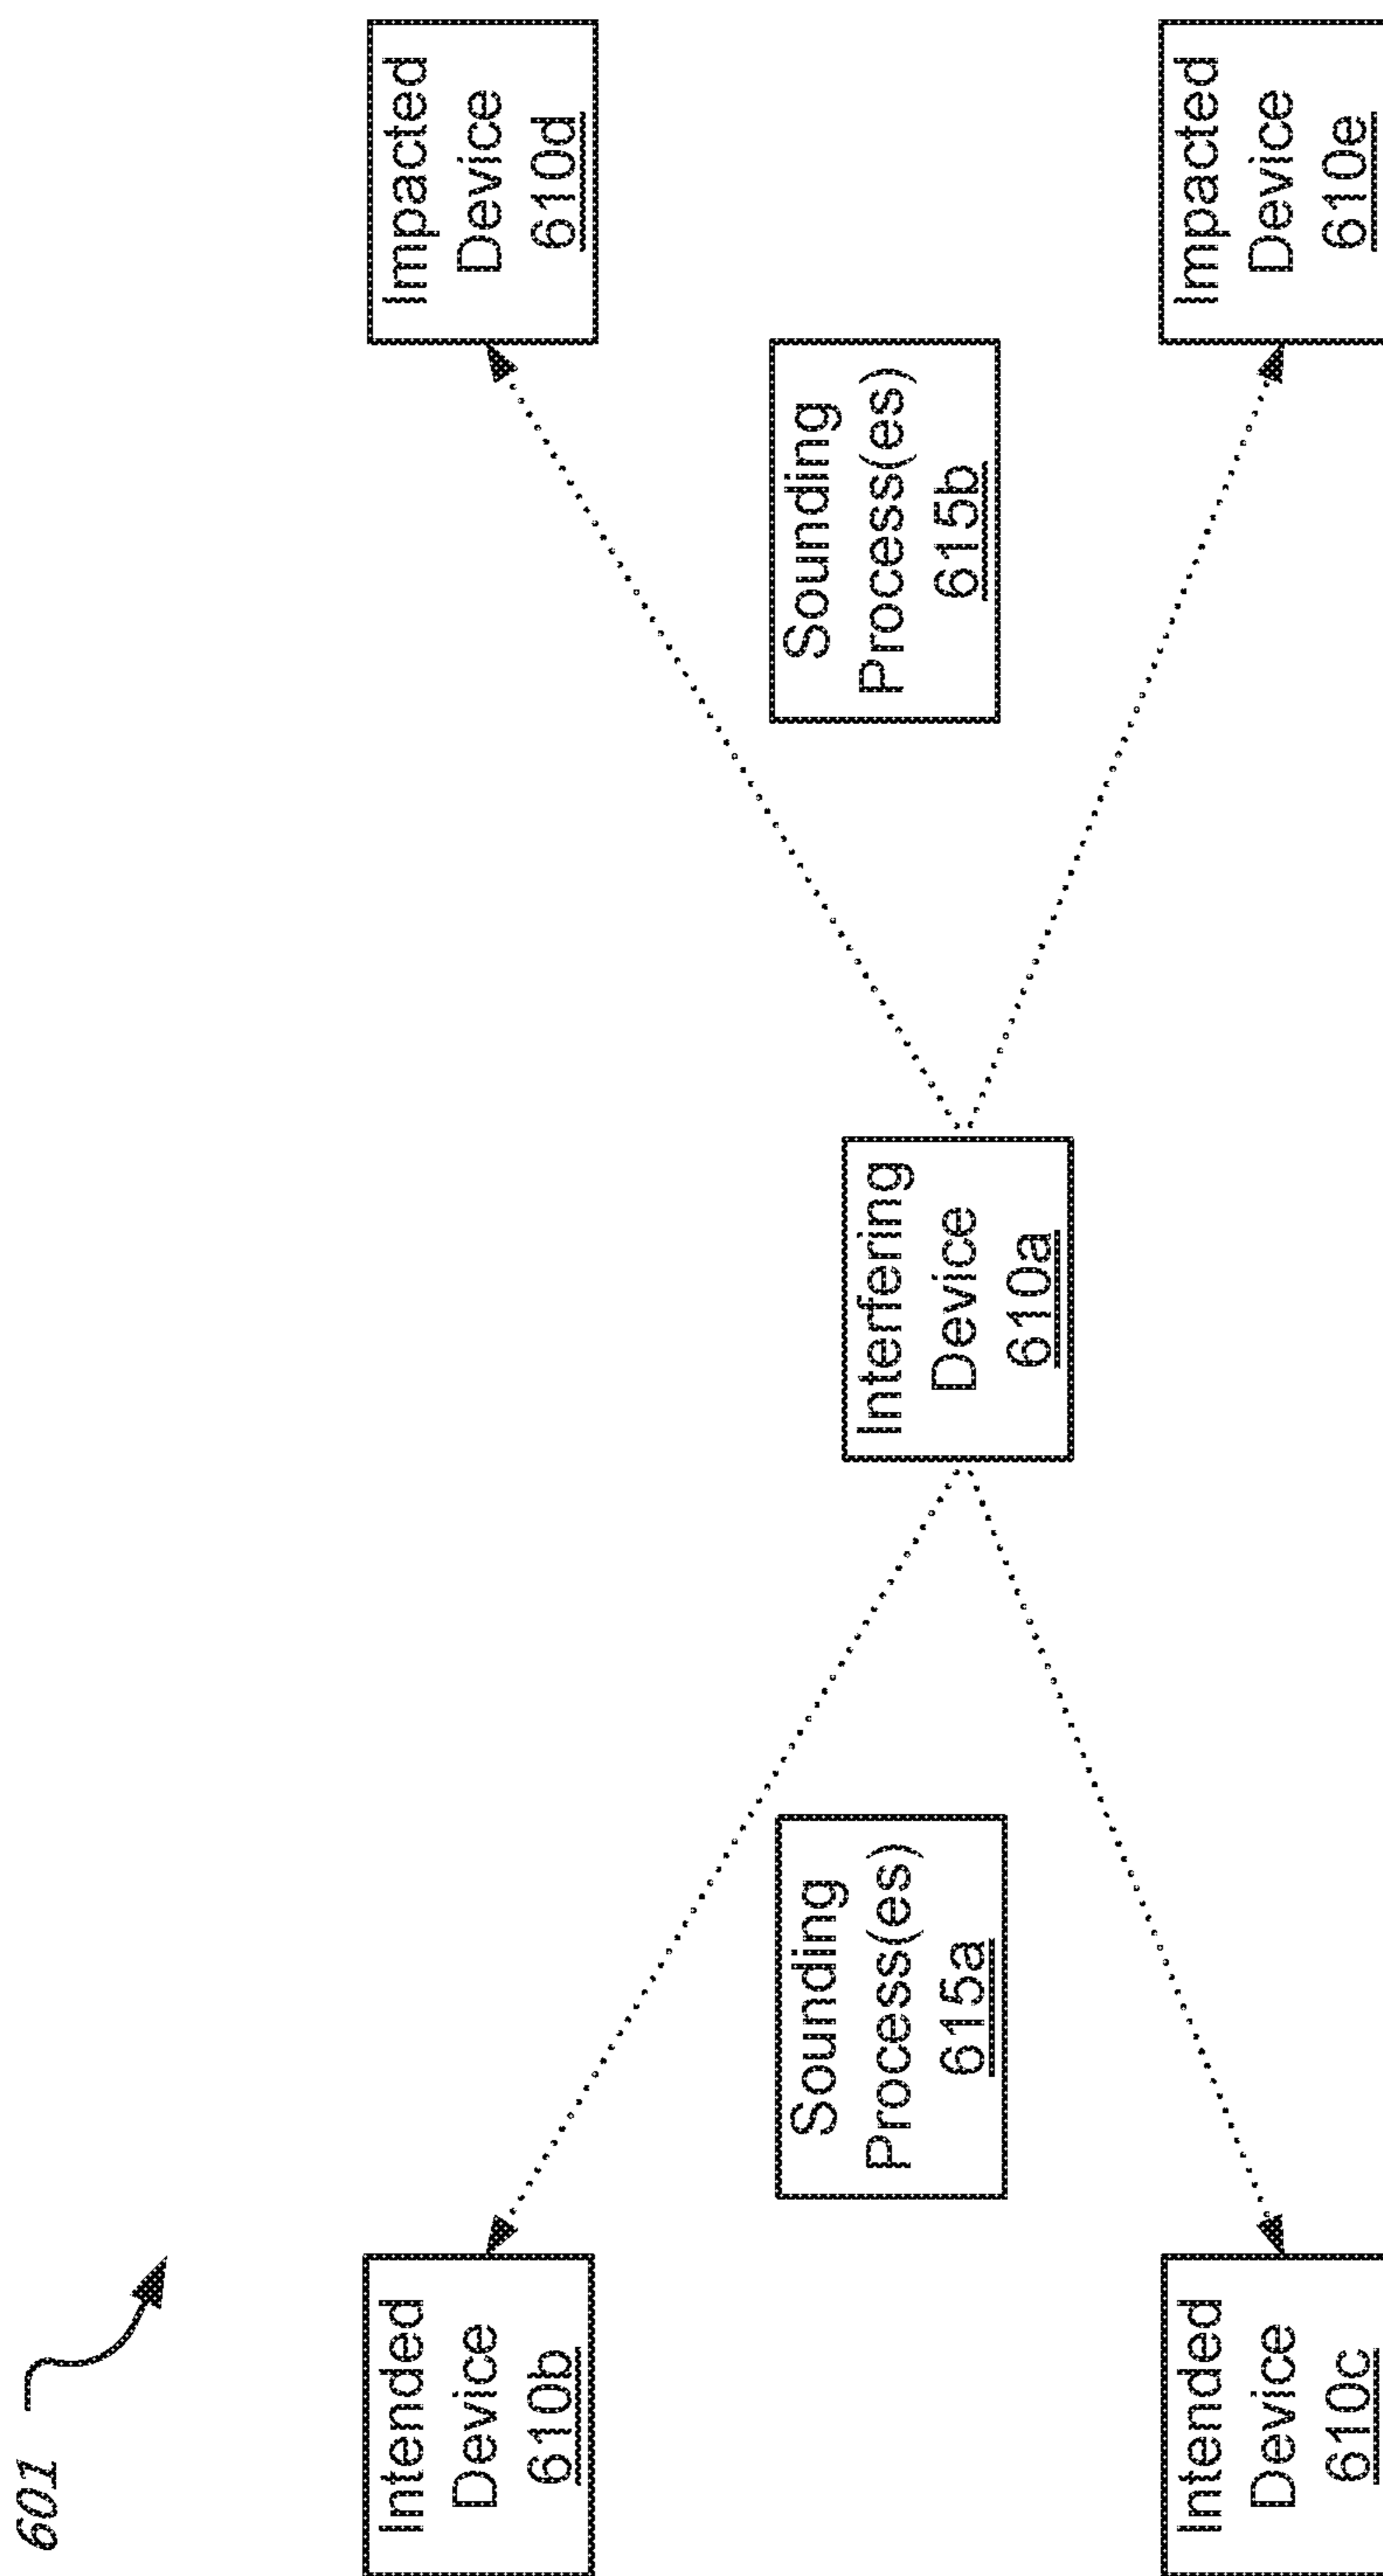 601
Intended
Device
610b
Impacted
Device
610d
Sounding
Process(es)
615a
Sounding
Process(es)
615b
Interfering
Device
610a
Intended
Device
610c
Impacted
Device
610e